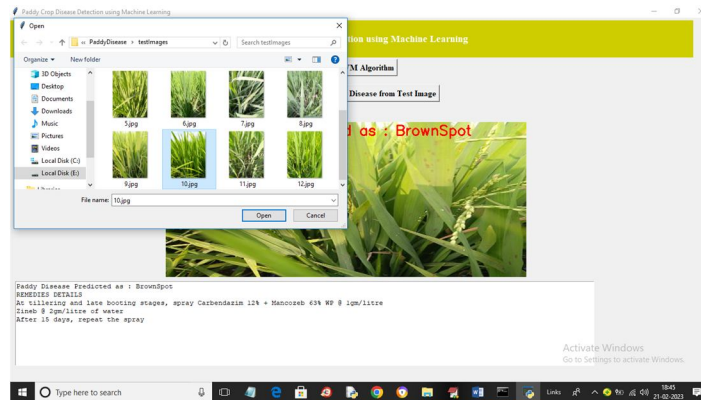 Paddy Crop Disease Detection using Machine Learning
Open
PaddyDisease > testImages
Search testImages
Organize
New folder
3D Objects
Desktop
Documents
Downloads
Music
Pictures
Videos
Local Disk (C:)
Local Disk (E:)
5.jpg
6.jpg
7.jpg
8.jpg
9.jpg
10.jpg
11.jpg
12.jpg
File name:
10.jpg
Open
Cancel
tion using Machine Learning
M Algorithm
Disease from Test Image
d as : BrownSpot
Paddy Disease Predicted as : BrownSpot
REMEDIES DETAILS
At tillering and late booting stages, spray Carbendazim 12% + Mancozeb 63% WP @ 1gm/litre
Zineb @ 2gm/litre of water
After 15 days, repeat the spray
Activate Windows
Go to Settings to activate Windows.
Type here to search
Links
18:45
21-02-2023